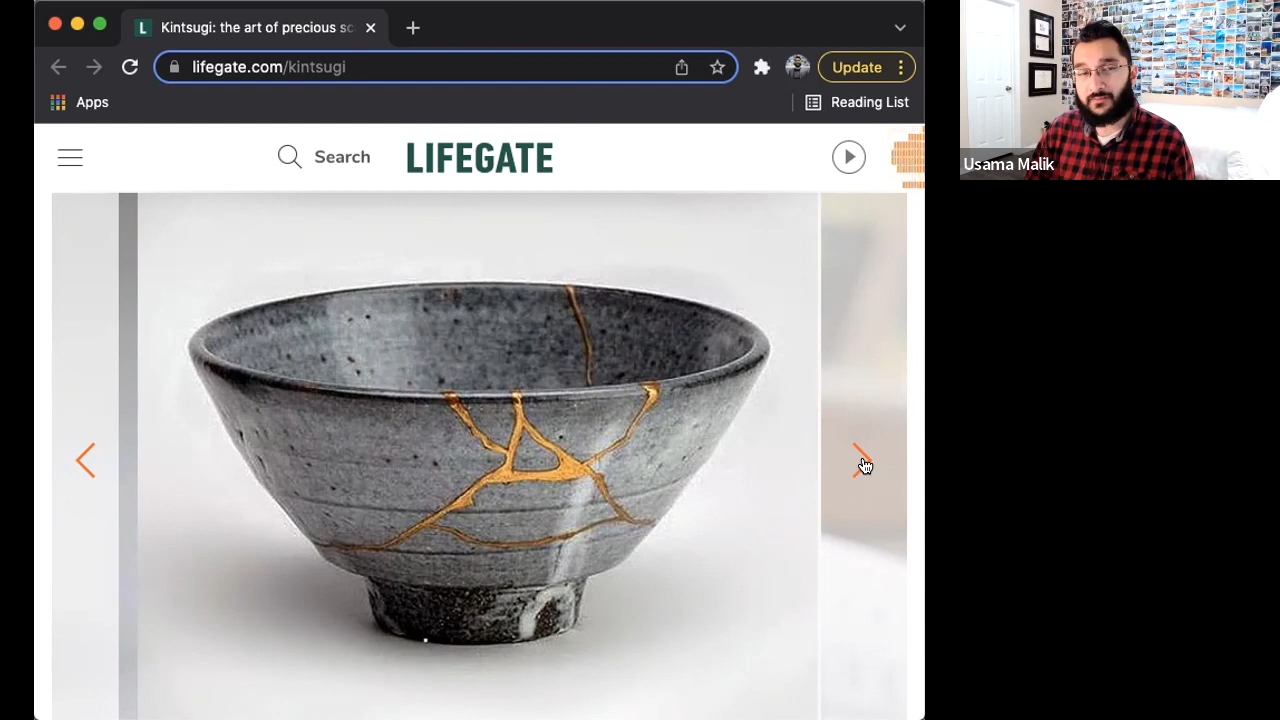 Kintsugi: the art of precious sc
lifegate.com/kintsugi
Update
Apps
Reading List
Search
LIFEGATE
Usama Malik